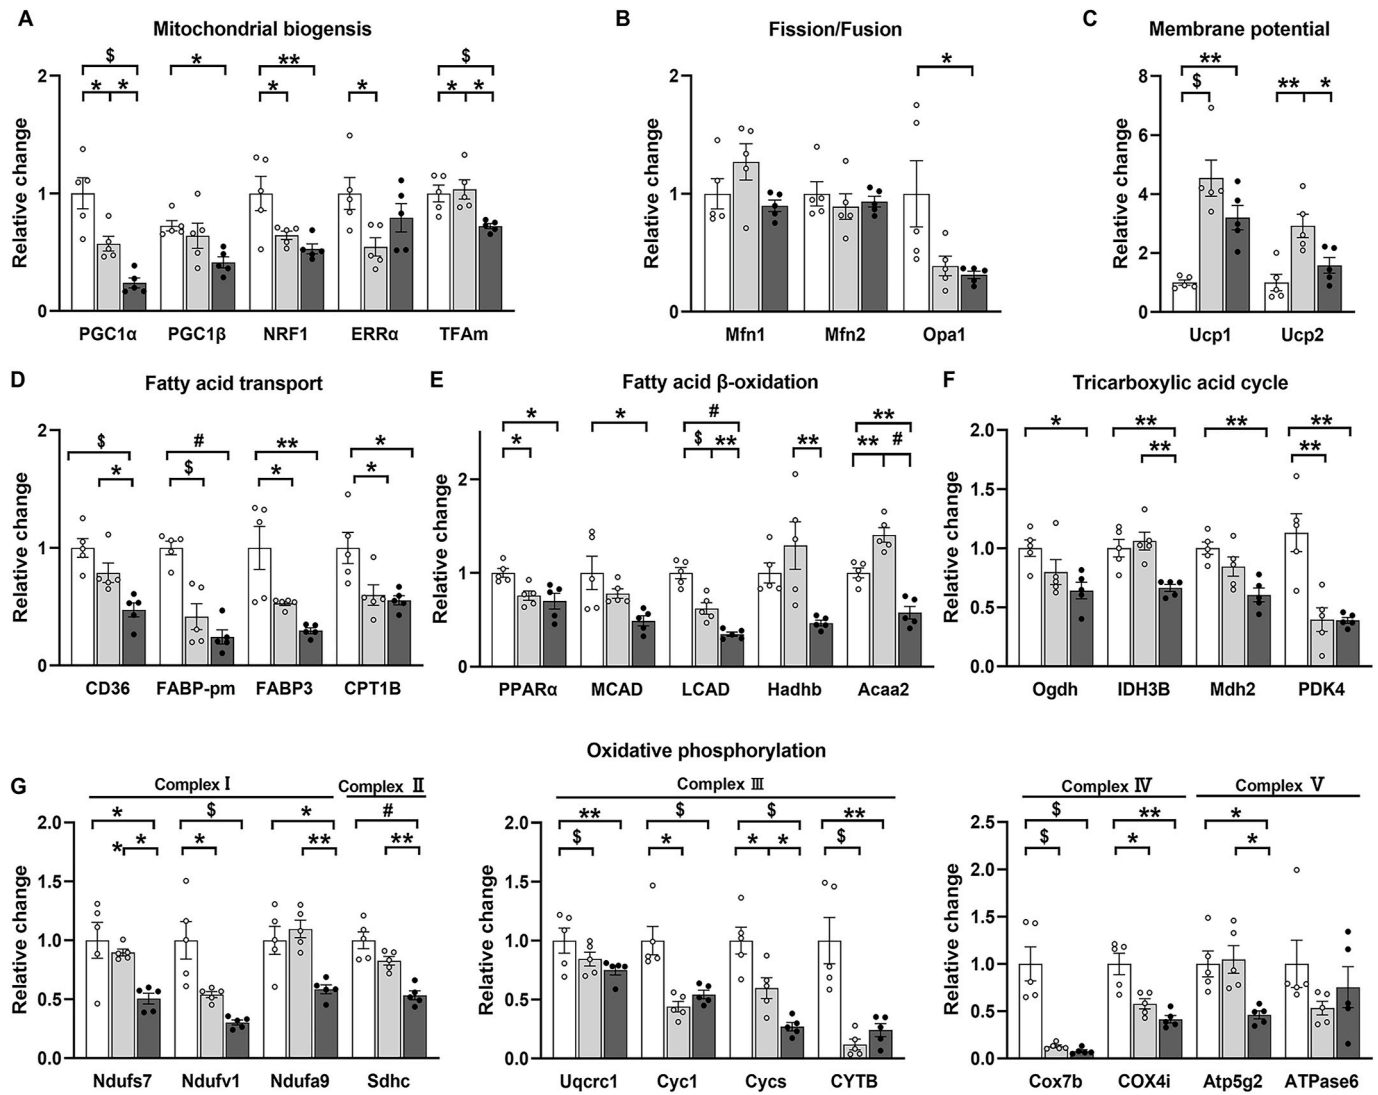 A Mitochondrial biogensis
$ * ** $
* * * * * *
Relative change
2
1
0
PGC1α PGC1β NRF1 ERRα TFAm
B Fission/Fusion
*
Relative change
2
1
0
Mfn1 Mfn2 Opa1
C Membrane potential
**
$ ** *
Relative change
8
6
4
2
0
Ucp1 Ucp2
D Fatty acid transport
$ # ** *
* $ * *
Relative change
2
1
0
CD36 FABP-pm FABP3 CPT1B
E Fatty acid β-oxidation
* * # **
* $ ** ** ** #
Relative change
2
1
0
PPARα MCAD LCAD Hadhb Acaa2
F Tricarboxylic acid cycle
* ** ** **
** **
Relative change
2.0
1.5
1.0
0.5
0.0
Ogdh IDH3B Mdh2 PDK4
Oxidative phosphorylation
G Complex Ⅰ Complex Ⅱ
* $ * #
* * * ** **
Relative change
2.0
1.5
1.0
0.5
0.0
Ndufs7 Ndufv1 Ndufa9 Sdhc
Complex Ⅲ
** $ $ **
$ * * * $
Relative change
2.0
1.5
1.0
0.5
0.0
Uqcrc1 Cyc1 Cycs CYTB
Complex Ⅳ Complex Ⅴ
$ ** *
$ * *
Relative change
2.5
2.0
1.5
1.0
0.5
0.0
Cox7b COX4i Atp5g2 ATPase6